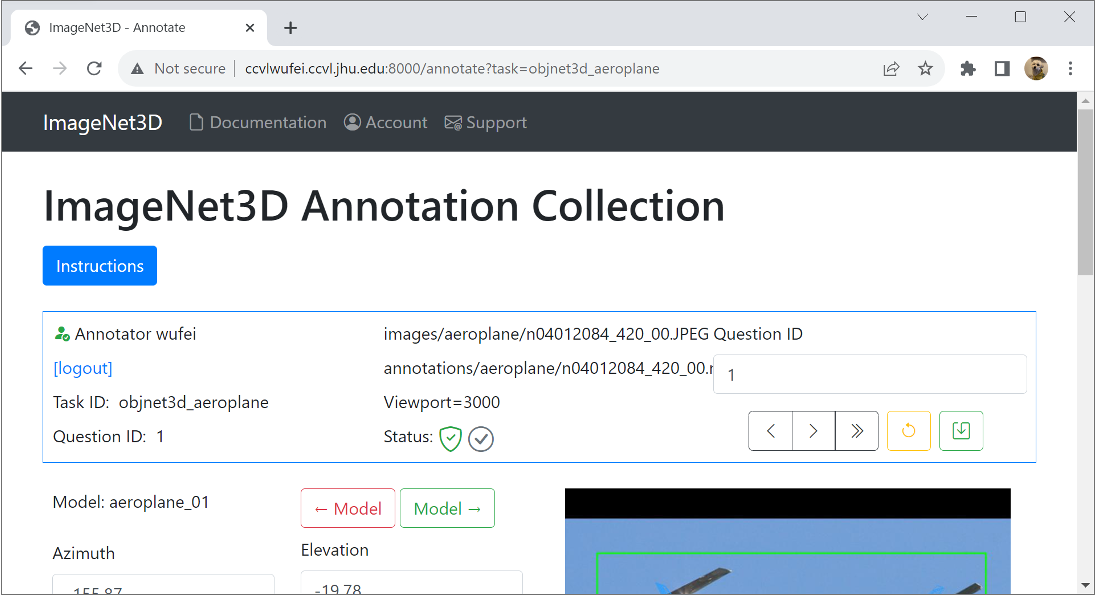 ImageNet3D - Annotate
Not secure
ccvlwufei.ccvl.jhu.edu:8000/annotate?task=objnet3d_aeroplane
ImageNet3D Documentation Account Support
ImageNet3D Annotation Collection
Instructions
Annotator wufei images/aeroplane/n04012084_420_00.JPEG Question ID
[logout] annotations/aeroplane/n04012084_420_00. 1
Task ID: objnet3d_aeroplane Viewport=3000
Question ID: 1 Status:
Model: aeroplane_01 ← Model Model →
Azimuth Elevation
155.87 -19.78